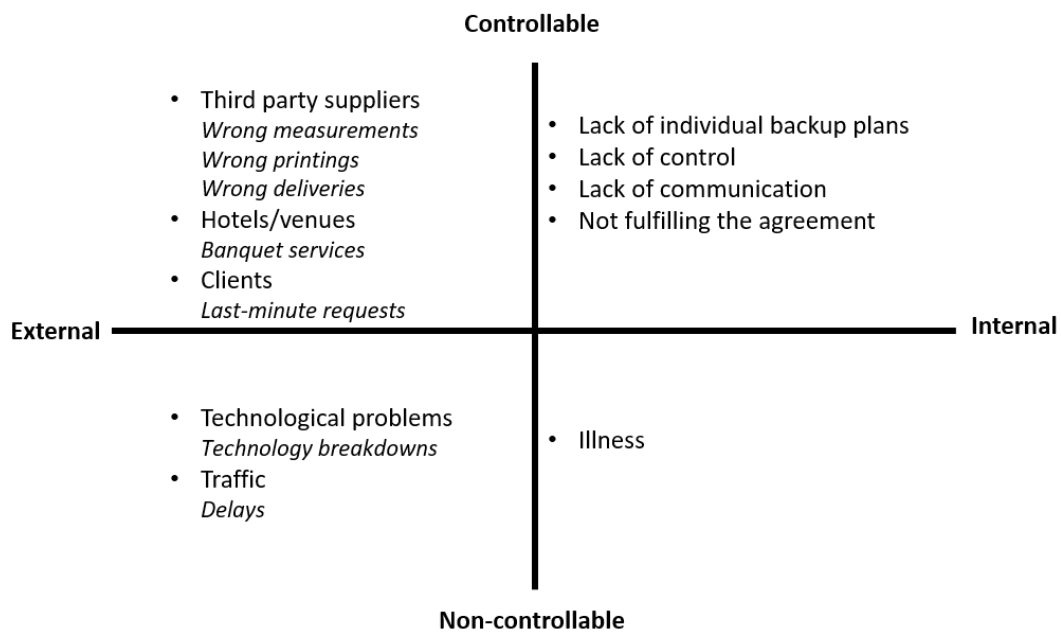 Controllable
• Third party suppliers
Wrong measurements
Wrong printings
Wrong deliveries
• Hotels/venues
Banquet services
• Clients
Last-minute requests
• Lack of individual backup plans
• Lack of control
• Lack of communication
• Not fulfilling the agreement
External
Internal
• Technological problems
Technology breakdowns
• Traffic
Delays
• Illness
Non-controllable